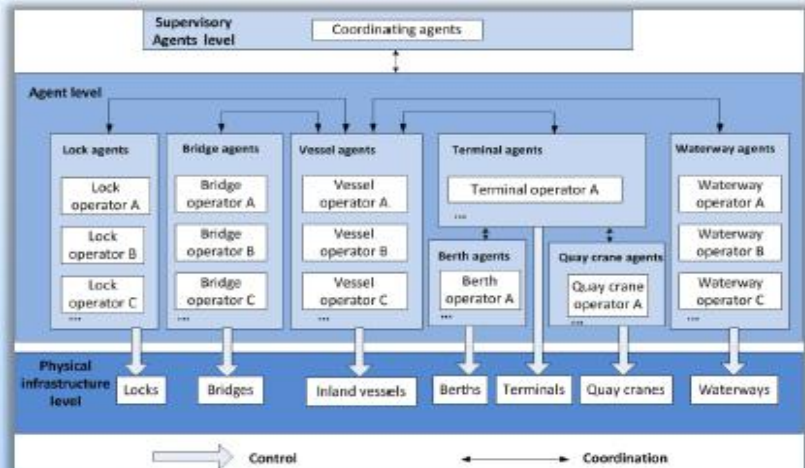 Supervisory
Agents level
Coordinating agents
Agent level
Lock agents
Lock
operator A
Lock
operator B
Lock
operator C
...
Bridge agents
Bridge
operator A
Bridge
operator B
Bridge
operator C
...
Vessel agents
Vessel
operator A
Vessel
operator B
Vessel
operator C
...
Terminal agents
Terminal operator A
...
Berth agents
Berth
operator A
...
Quay crane agents
Quay crane
operator A
...
Waterway agents
Waterway
operator A
Waterway
operator B
Waterway
operator C
...
Physical
infrastructure
level
Locks
Bridges
Inland vessels
Berths
Terminals
Quay cranes
Waterways
Control
Coordination